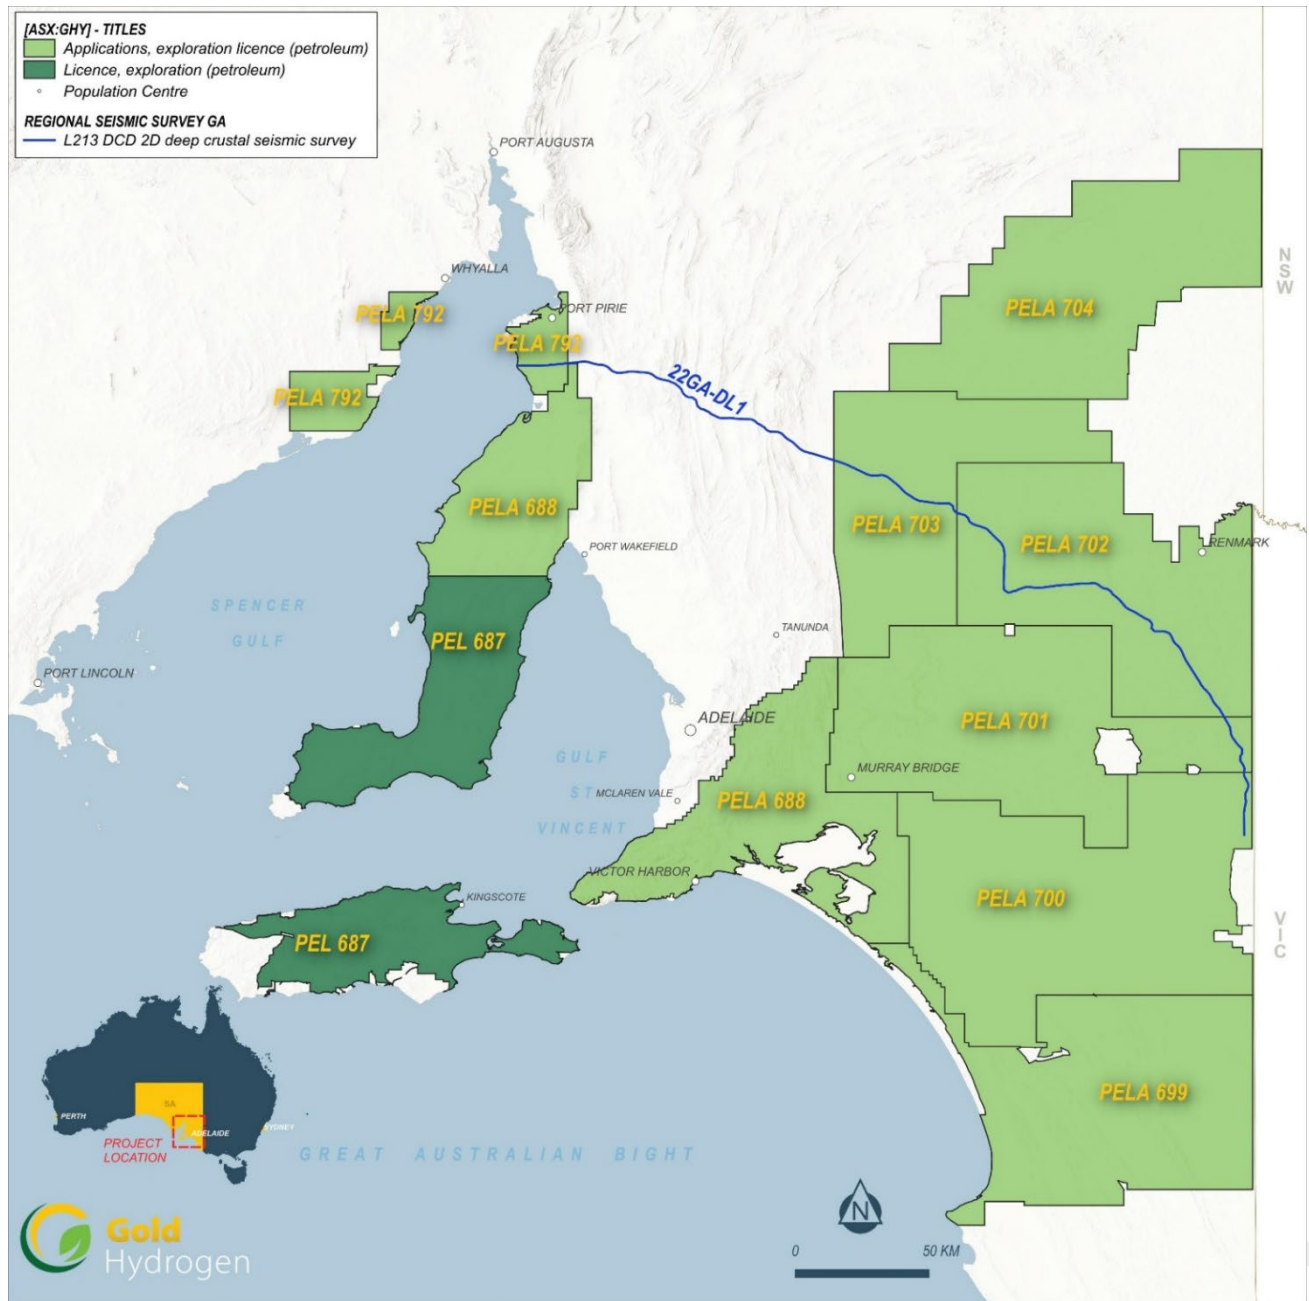 [ASX:GHY] - TITLES
Applications, exploration licence (petroleum)
Licence, exploration (petroleum)
Population Centre
REGIONAL SEISMIC SURVEY GA
L213 DCD 2D deep crustal seismic survey
PORT AUGUSTA
WHYALLA
PELA 792
PORT PIRIE
PELA 792
PELA 792
22GA-DL1
PELA 704
NSW
PELA 688
PELA 703
PELA 702
RENMARK
PORT WAKEFIELD
SPENCER
GULF
PEL 687
TANUNDA
PORT LINCOLN
ADELAIDE
PELA 701
GULF
ST
VINCENT
MCLAREN VALE
MURRAY BRIDGE
PELA 688
VICTOR HARBOR
KINGSCOTE
PELA 700
VIC
PEL 687
PELA 699
SA
PERTH
ADELAIDE
SYDNEY
PROJECT
LOCATION
GREAT AUSTRALIAN BIGHT
N
0 50 KM
Gold
Hydrogen